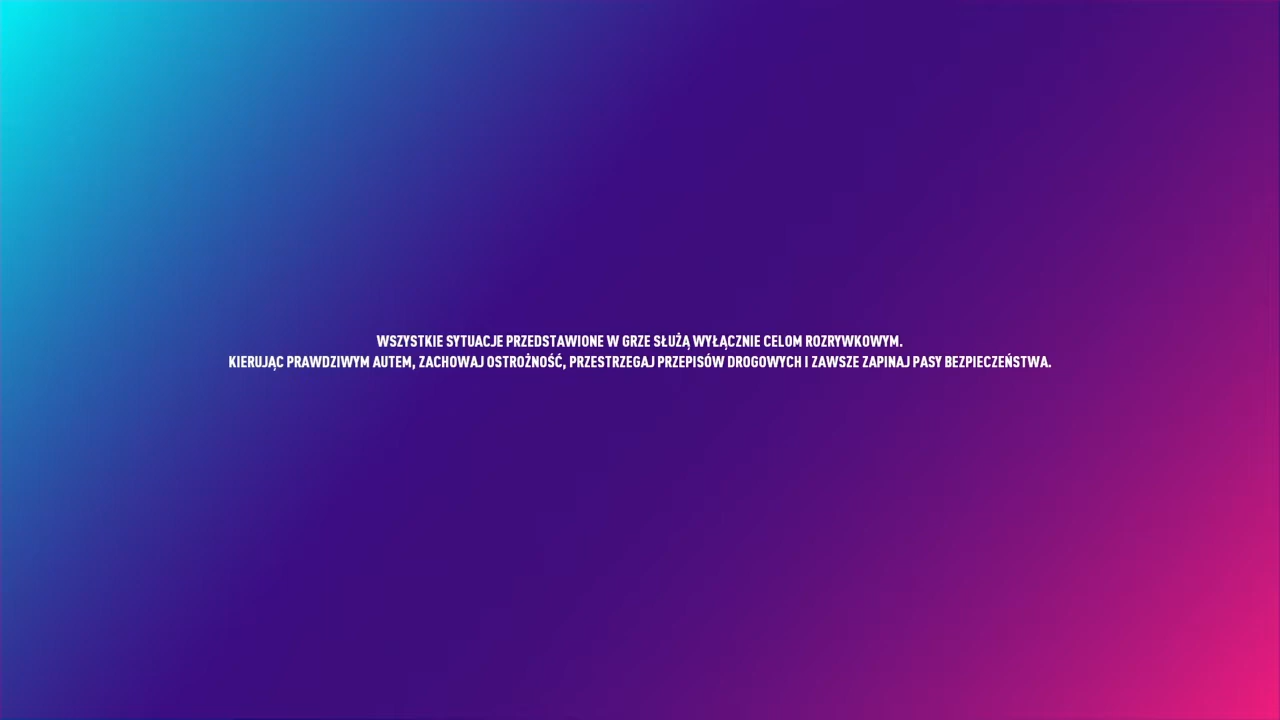 WSZYSTKIE SYTUACJE PRZEDSTAWIONE W GRZE SŁUŻĄ WYŁĄCZNIE CELOM ROZRYWKOWYM.
KIERUJĄC PRAWDZIWYM AUTEM, ZACHOWAJ OSTROŻNOŚĆ, PRZESTRZEGAJ PRZEPISÓW DROGOWYCH I ZAWSZE ZAPINAJ PASY BEZPIECZEŃSTWA.